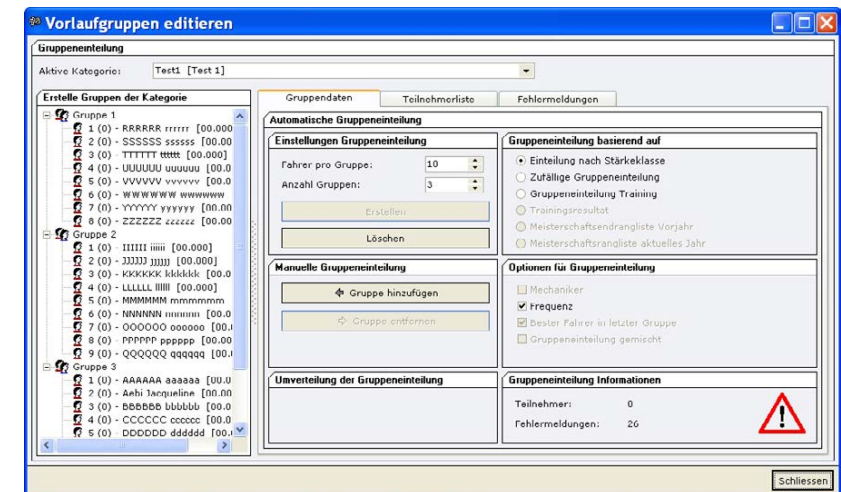 Vorlaufgruppen editieren
Gruppeneinteilung
Aktive Kategorie: Test1 [Test 1]
Erstelle Gruppen der Kategorie
Gruppe 1
1 (0) - RRRRRR rrrrrr [00.000
2 (0) - SSSSSS ssssss [00.00
3 (0) - TTTTTT tttttt [00.000]
4 (0) - UUUUUU uuuuuu [00.0
5 (0) - VVVVVV vvvvvv [00.0
6 (0) - WWWWWW wwwwww
7 (0) - YYYYYY yyyyyy [00.00
8 (0) - ZZZZZZ zzzzzz [00.00
Gruppe 2
1 (0) - IIIIII iiiiii [00.000]
2 (0) - JJJJJJ jjjjjj [00.000]
3 (0) - KKKKKK kkkkkk [00.0
4 (0) - LLLLLL llllll [00.000]
5 (0) - MMMMMM mmmmmm
6 (0) - NNNNNN nnnnnn [00.0
7 (0) - OOOOOO oooooo [00.
8 (0) - PPPPPP pppppp [00.00
9 (0) - QQQQQQ qqqqqq [00.
Gruppe 3
1 (0) - AAAAAA aaaaaa [00.0
2 (0) - Aebi Jacqueline [00.00
3 (0) - BBBBBB bbbbbb [00.0
4 (0) - CCCCCC cccccc [00.0
5 (0) - DDDDDD dddddd [00.
Gruppendaten Teilnehmerliste Fehlermeldungen
Automatische Gruppeneinteilung
Einstellungen Gruppeneinteilung
Fahrer pro Gruppe: 10
Anzahl Gruppen: 3
Erstellen
Löschen
Gruppeneinteilung basierend auf
Einteilung nach Stärkeklasse
Zufällige Gruppeneinteilung
Gruppeneinteilung Training
Trainingsresultat
Meisterschaftsendrangliste Vorjahr
Meisterschaftsrangliste aktuelles Jahr
Manuelle Gruppeneinteilung
Gruppe hinzufügen
Gruppe entfernen
Optionen für Gruppeneinteilung
Mechaniker
Frequenz
Bester Fahrer in letzter Gruppe
Gruppeneinteilung gemischt
Umverteilung der Gruppeneinteilung
Gruppeneinteilung Informationen
Teilnehmer: 0
Fehlermeldungen: 26
Schliessen